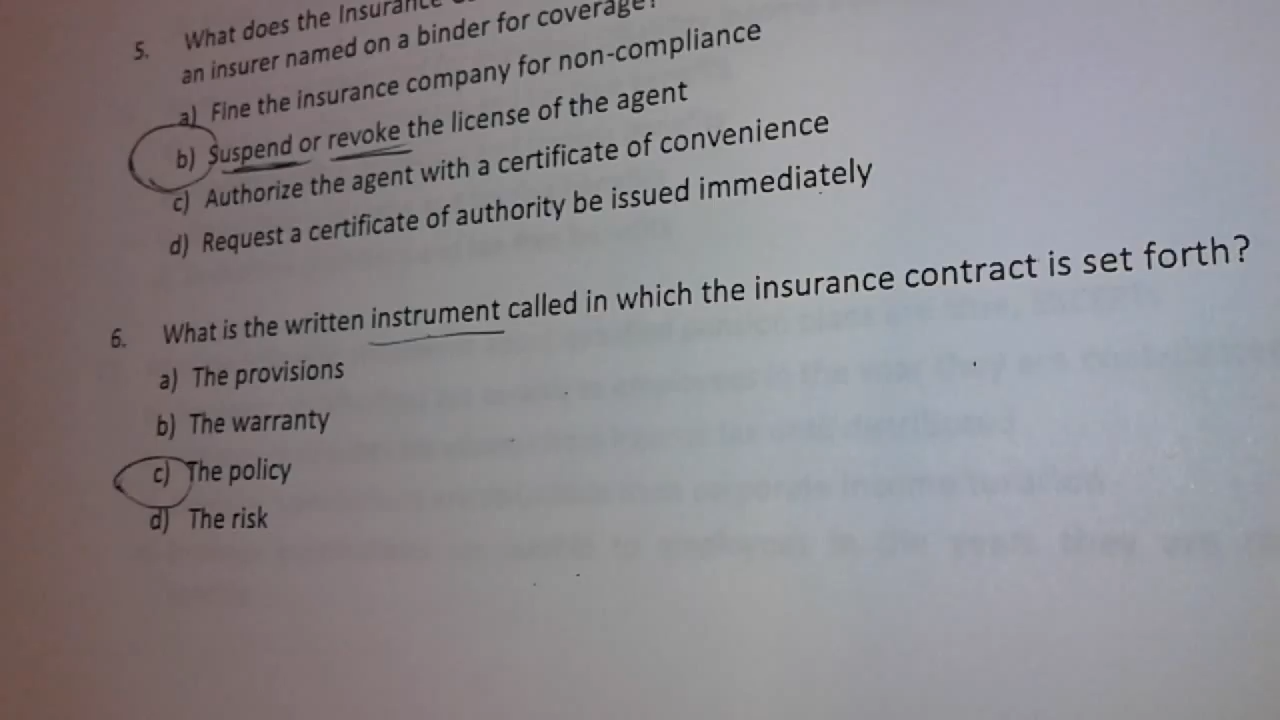 5. What does the Insurance
an insurer named on a binder for coverage?
a) Fine the insurance company for non-compliance
b) Suspend or revoke the license of the agent
c) Authorize the agent with a certificate of convenience
d) Request a certificate of authority be issued immediately
6. What is the written instrument called in which the insurance contract is set forth?
a) The provisions
b) The warranty
c) The policy
d) The risk